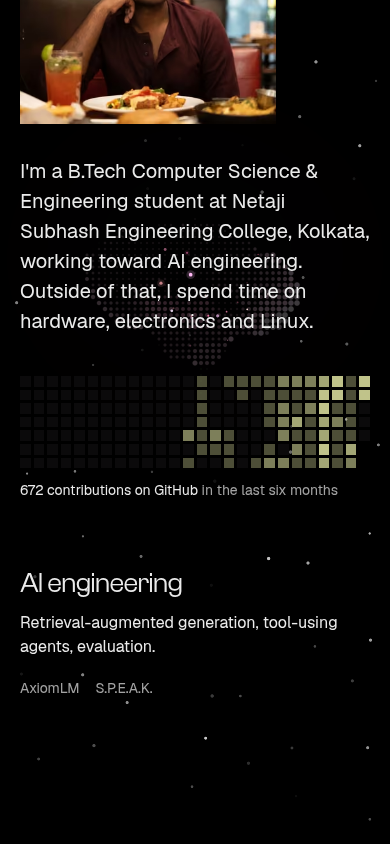 I'm a B.Tech Computer Science &
Engineering student at Netaji
Subhash Engineering College, Kolkata,
working toward AI engineering.
Outside of that, I spend time on
hardware, electronics and Linux.
672 contributions on GitHub in the last six months
AI engineering
Retrieval-augmented generation, tool-using
agents, evaluation.
AxiomLM S.P.E.A.K.